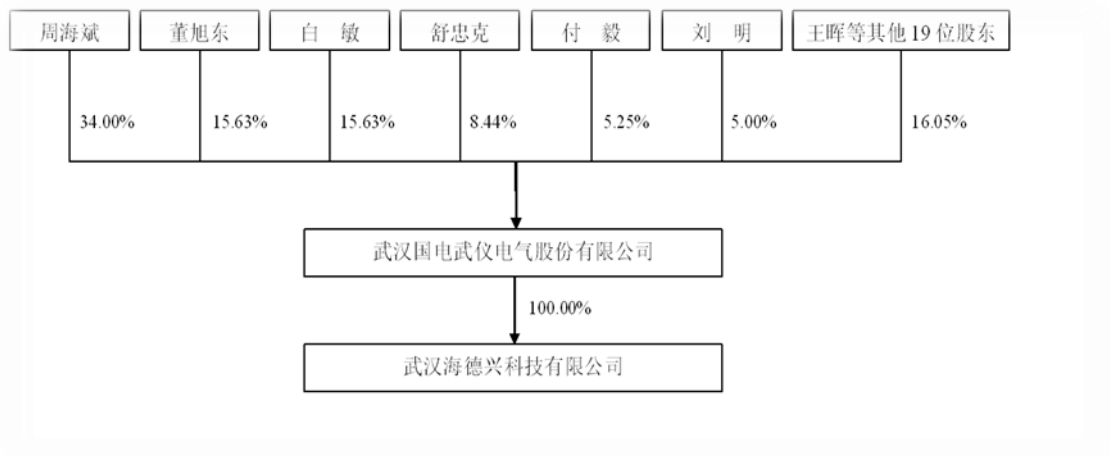 周海斌 董旭东 白 敏 舒忠克 付 毅 刘 明 王晖等其他 19 位股东
34.00% 15.63% 15.63% 8.44% 5.25% 5.00% 16.05%
武汉国电武仪电气股份有限公司
100.00%
武汉海德兴科技有限公司